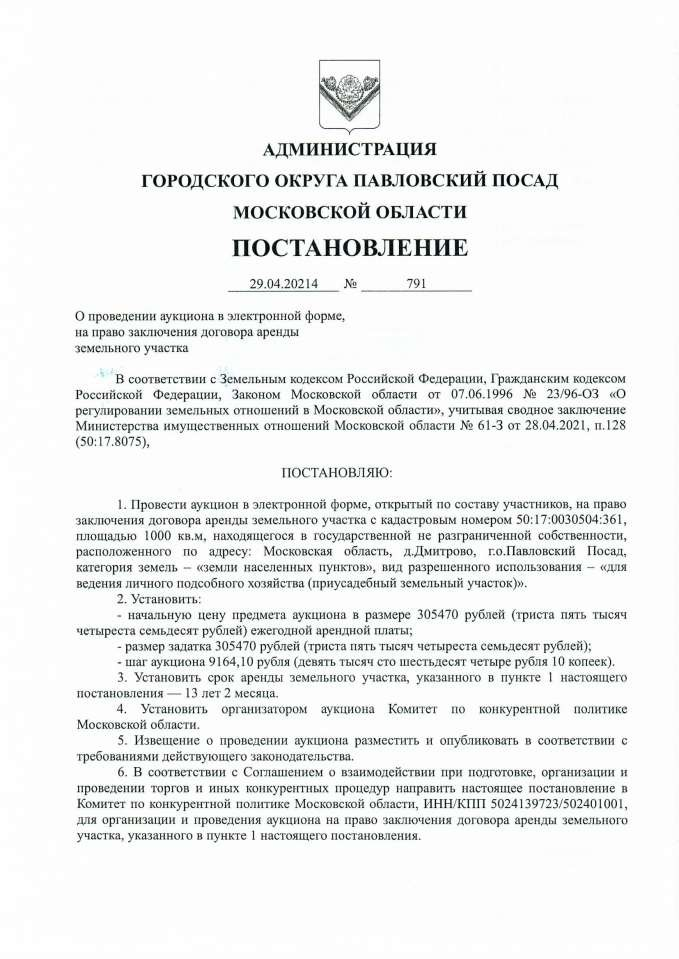 АДМИНИСТРАЦИЯ
ГОРОДСКОГО ОКРУГА ПАВЛОВСКИЙ ПОСАД
МОСКОВСКОЙ ОБЛАСТИ
ПОСТАНОВЛЕНИЕ
29.04.20214 № 791
О проведении аукциона в электронной форме,
на право заключения договора аренды
земельного участка
В соответствии с Земельным кодексом Российской Федерации, Гражданским кодексом
Российской Федерации, Законом Московской области от 07.06.1996 № 23/96-ОЗ «О
регулировании земельных отношений в Московской области», учитывая сводное заключение
Министерства имущественных отношений Московской области № 61-З от 28.04.2021, п.128
(50:17.8075),
ПОСТАНОВЛЯЮ:
1. Провести аукцион в электронной форме, открытый по составу участников, на право
заключения договора аренды земельного участка с кадастровым номером 50:17:0030504:361,
площадью 1000 кв.м, находящегося в государственной не разграниченной собственности,
расположенного по адресу: Московская область, д.Дмитрово, г.о.Павловский Посад,
категория земель – «земли населенных пунктов», вид разрешенного использования – «для
ведения личного подсобного хозяйства (приусадебный земельный участок)».
2. Установить:
- начальную цену предмета аукциона в размере 305470 рублей (триста пять тысяч
четыреста семьдесят рублей) ежегодной арендной платы;
- размер задатка 305470 рублей (триста пять тысяч четыреста семьдесят рублей);
- шаг аукциона 9164,10 рубля (девять тысяч сто шестьдесят четыре рубля 10 копеек).
3. Установить срок аренды земельного участка, указанного в пункте 1 настоящего
постановления — 13 лет 2 месяца.
4. Установить организатором аукциона Комитет по конкурентной политике
Московской области.
5. Извещение о проведении аукциона разместить и опубликовать в соответствии с
требованиями действующего законодательства.
6. В соответствии с Соглашением о взаимодействии при подготовке, организации и
проведении торгов и иных конкурентных процедур направить настоящее постановление в
Комитет по конкурентной политике Московской области, ИНН/КПП 5024139723/502401001,
для организации и проведения аукциона на право заключения договора аренды земельного
участка, указанного в пункте 1 настоящего постановления.